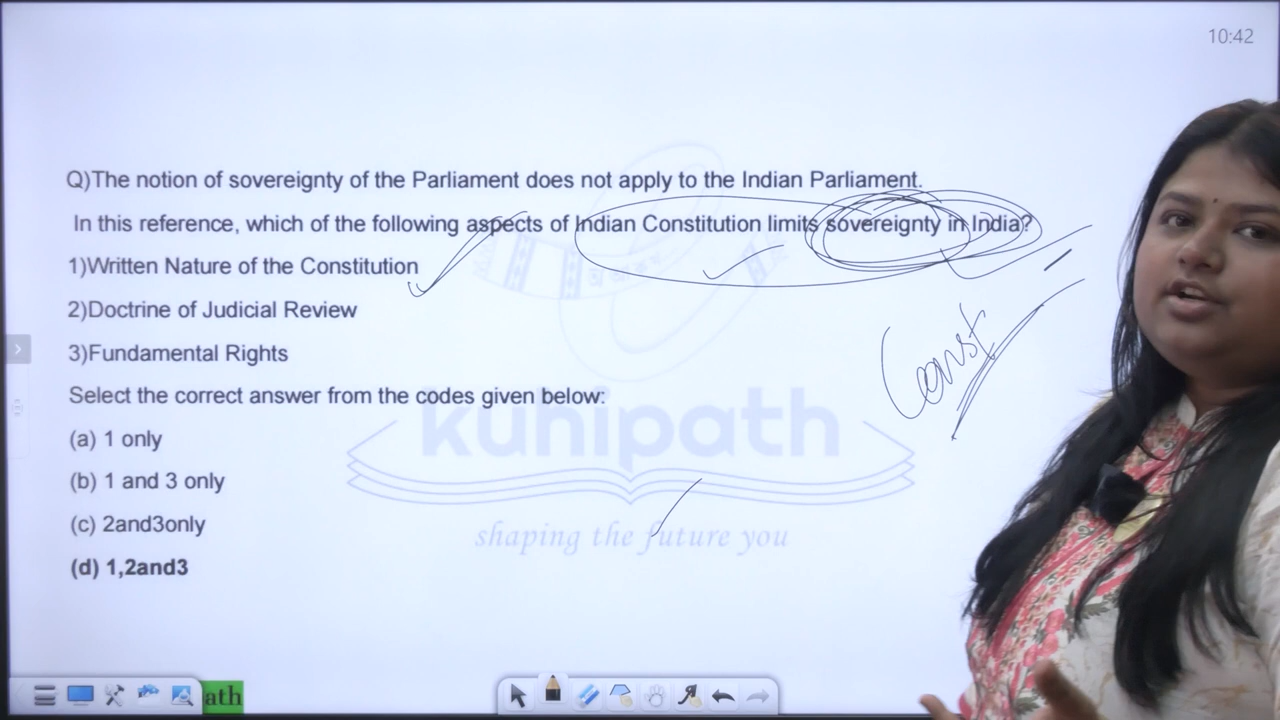 10:42
Q)The notion of sovereignty of the Parliament does not apply to the Indian Parliament.
In this reference, which of the following aspects of Indian Constitution limits sovereignty in India?
1)Written Nature of the Constitution
2)Doctrine of Judicial Review
3)Fundamental Rights
Const
Select the correct answer from the codes given below:
(a) 1 only
kuhipath
(b) 1 and 3 only
(c) 2and3only
shaping the future you
(d) 1,2and3
ath